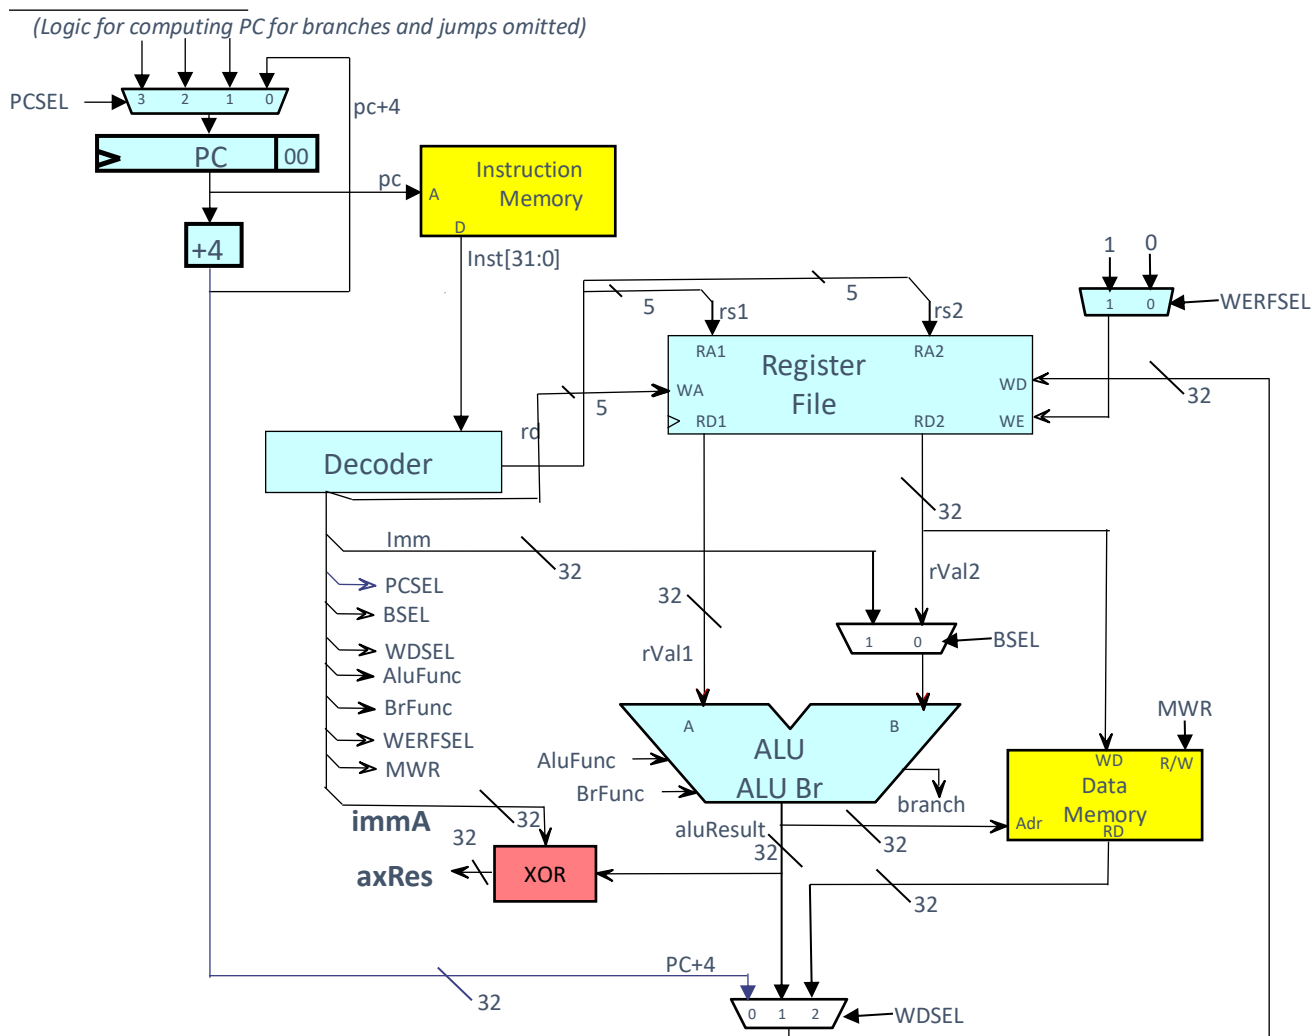 (Logic for computing PC for branches and jumps omitted)
PCSEL
3 2 1 0
pc+4
PC 00
pc
Instruction
Memory
A
D
+4
Inst[31:0]
1 0
1 0
WERFSEL
5
rs1
5
rs2
RA1
RA2
Register
File
WA
WD
RD1
RD2
WE
32
5
rd
Decoder
32
Imm
32
PCSEL
BSEL
WDSEL
AluFunc
BrFunc
WERFSEL
MWR
32
rVal1
rVal2
1 0
BSEL
A
B
ALU
ALU Br
AluFunc
BrFunc
branch
MWR
WD
R/W
Data
Memory
Adr
RD
immA
32
aluResult
32
32
32
axRes
XOR
32
PC+4
32
0 1 2
WDSEL